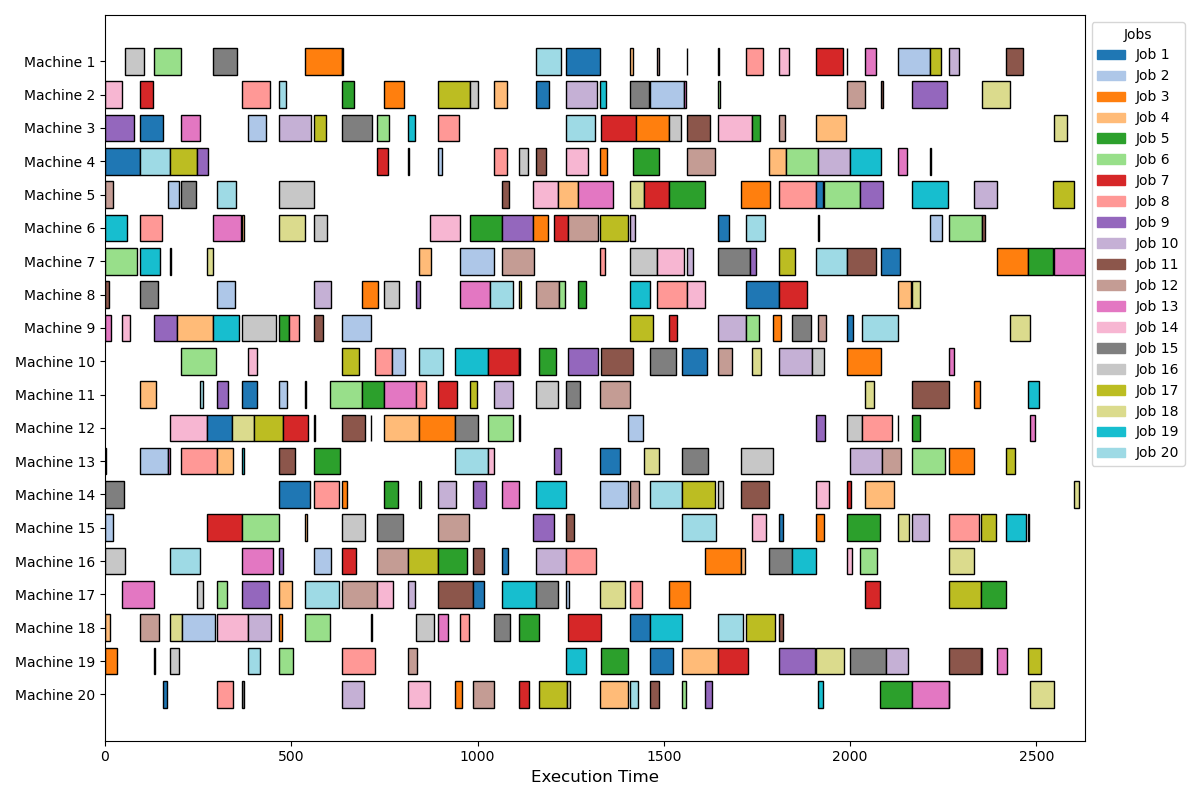 Machine 1
Machine 2
Machine 3
Machine 4
Machine 5
Machine 6
Machine 7
Machine 8
Machine 9
Machine 10
Machine 11
Machine 12
Machine 13
Machine 14
Machine 15
Machine 16
Machine 17
Machine 18
Machine 19
Machine 20
0 500 1000 1500 2000 2500
Execution Time
Jobs
Job 1
Job 2
Job 3
Job 4
Job 5
Job 6
Job 7
Job 8
Job 9
Job 10
Job 11
Job 12
Job 13
Job 14
Job 15
Job 16
Job 17
Job 18
Job 19
Job 20